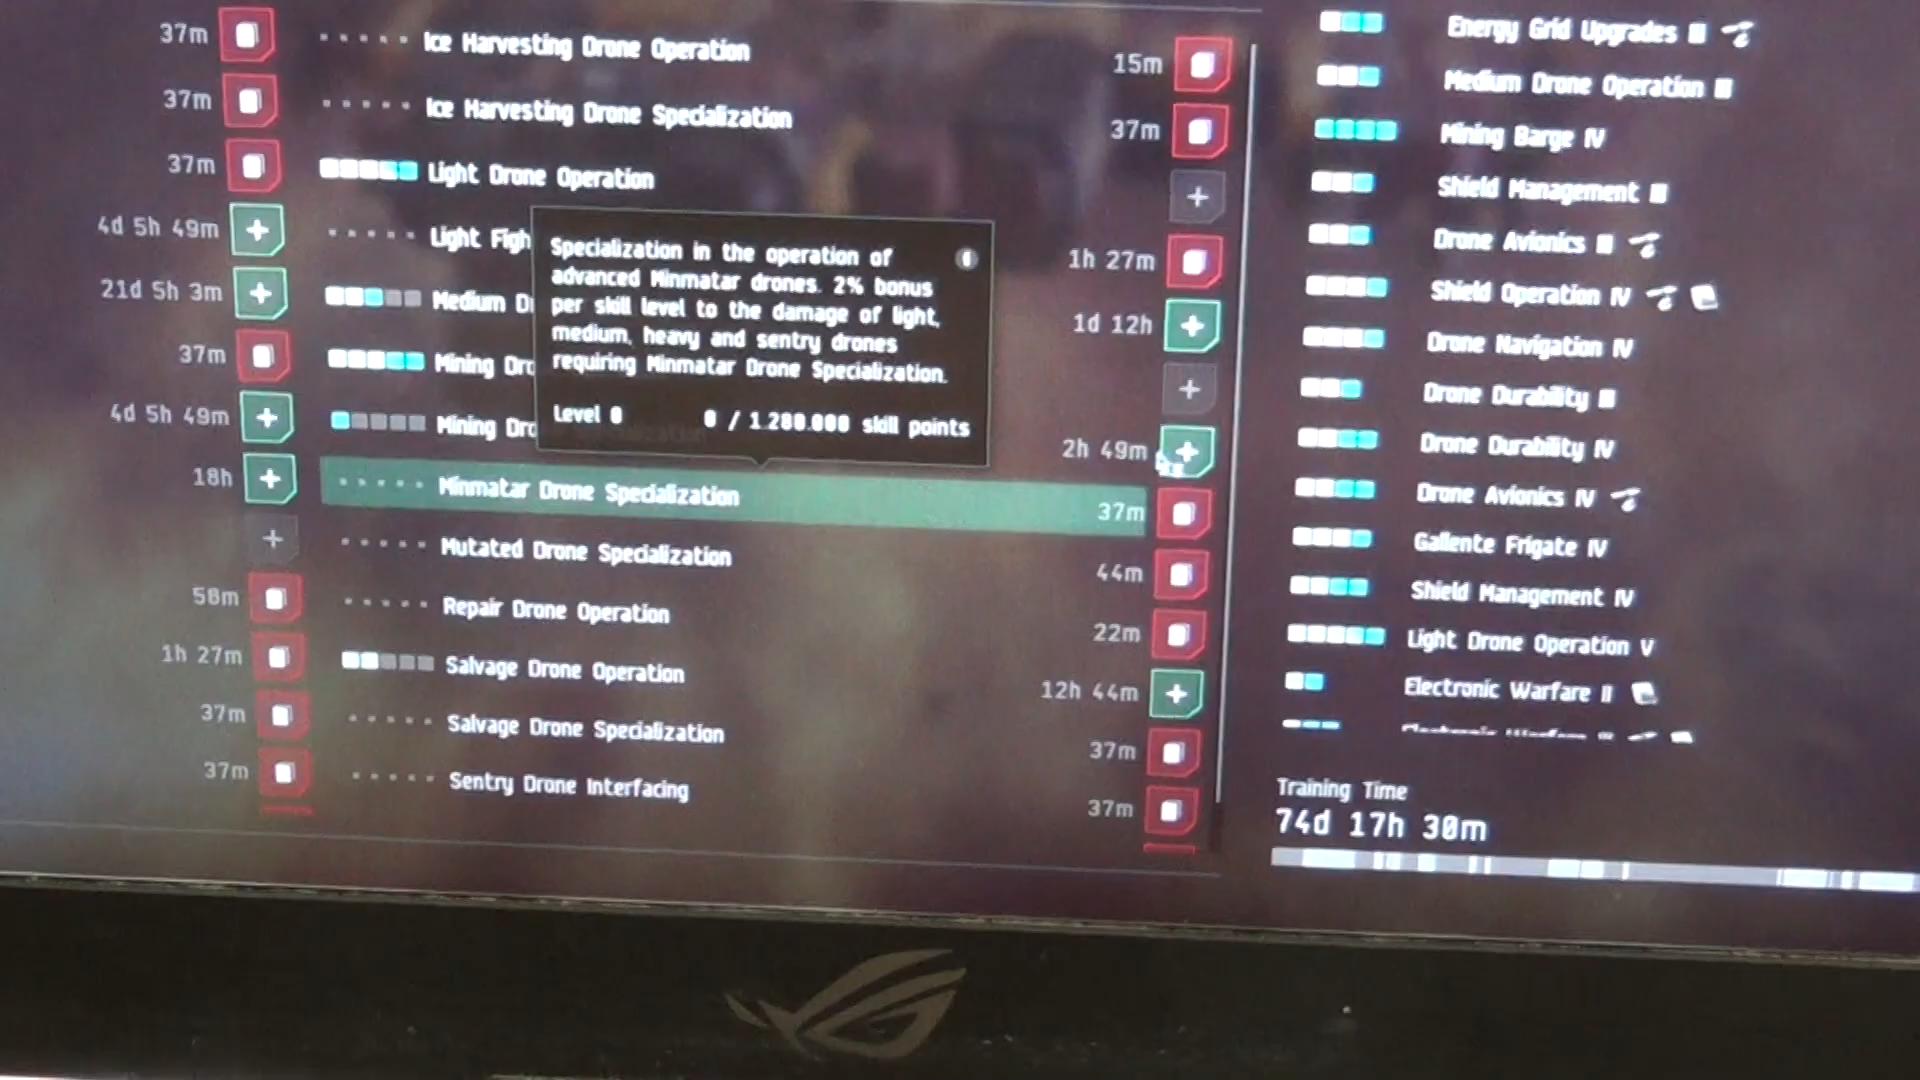 37m
Ice Harvesting Drone Operation
15m
37m
Ice Harvesting Drone Specialization
37m
37m
Light Drone Operation
4d 5h 49m
Light Figh
1h 27m
21d 5h 3m
Medium D
1d 12h
37m
Mining Dro
4d 5h 49m
Mining Dro
2h 49m
18h
Minmatar Drone Specialization
37m
Mutated Drone Specialization
44m
58m
Repair Drone Operation
22m
1h 27m
Salvage Drone Operation
12h 44m
37m
Salvage Drone Specialization
37m
37m
Sentry Drone Interfacing
37m
Specialization in the operation of
advanced Minmatar drones. 2% bonus
per skill level to the damage of light,
medium, heavy and sentry drones
requiring Minmatar Drone Specialization.
Level 0
0 / 1.280.000 skill points
Energy Grid Upgrades III
Medium Drone Operation III
Mining Barge IV
Shield Management III
Drone Avionics III
Shield Operation IV
Drone Navigation IV
Drone Durability III
Drone Durability IV
Drone Avionics IV
Gallente Frigate IV
Shield Management IV
Light Drone Operation V
Electronic Warfare II
Training Time
74d 17h 30m